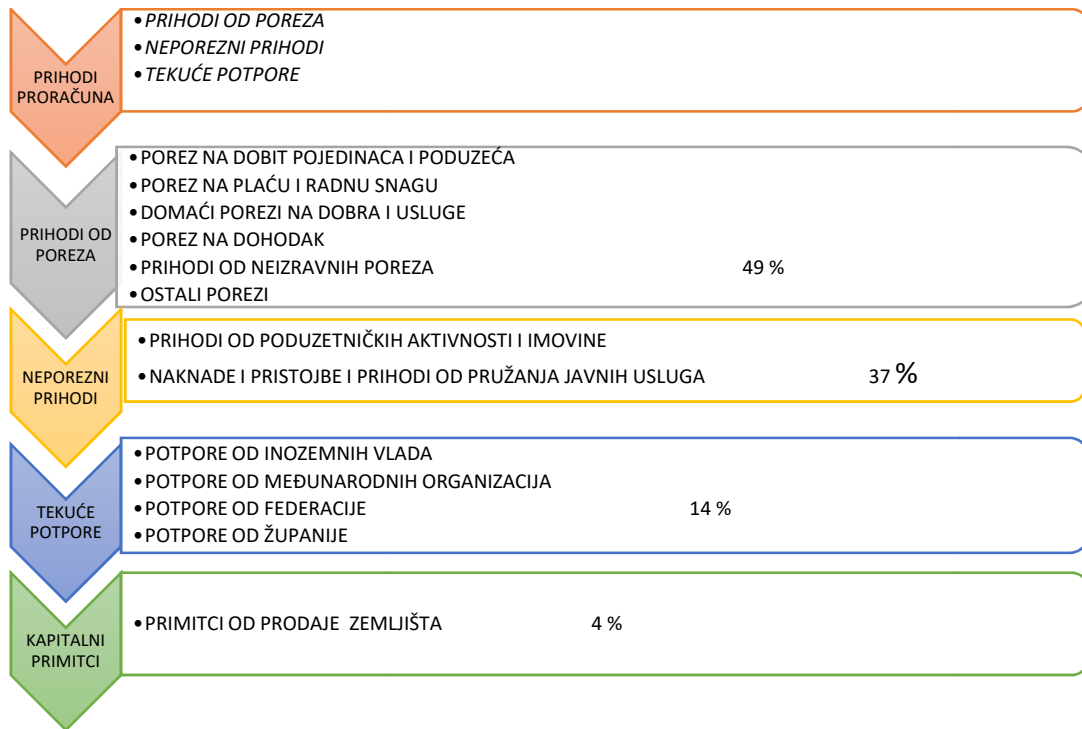 PRIHODI
PRORAČUNA
•PRIHODI OD POREZA
•NEPOREZNI PRIHODI
•TEKUĆE POTPORE
PRIHODI OD
POREZA
•POREZ NA DOBIT POJEDINACA I PODUZEĆA
•POREZ NA PLAĆU I RADNU SNAGU
•DOMAĆI POREZI NA DOBRA I USLUGE
•POREZ NA DOHODAK
•PRIHODI OD NEIZRAVNIH POREZA 49 %
•OSTALI POREZI
NEPOREZNI
PRIHODI
•PRIHODI OD PODUZETNIČKIH AKTIVNOSTI I IMOVINE
•NAKNADE I PRISTOJBE I PRIHODI OD PRUŽANJA JAVNIH USLUGA 37 %
TEKUĆE
POTPORE
•POTPORE OD INOZEMNIH VLADA
•POTPORE OD MEĐUNARODNIH ORGANIZACIJA
•POTPORE OD FEDERACIJE 14 %
•POTPORE OD ŽUPANIJE
KAPITALNI
PRIMITCI
•PRIMITCI OD PRODAJE ZEMLJIŠTA 4 %